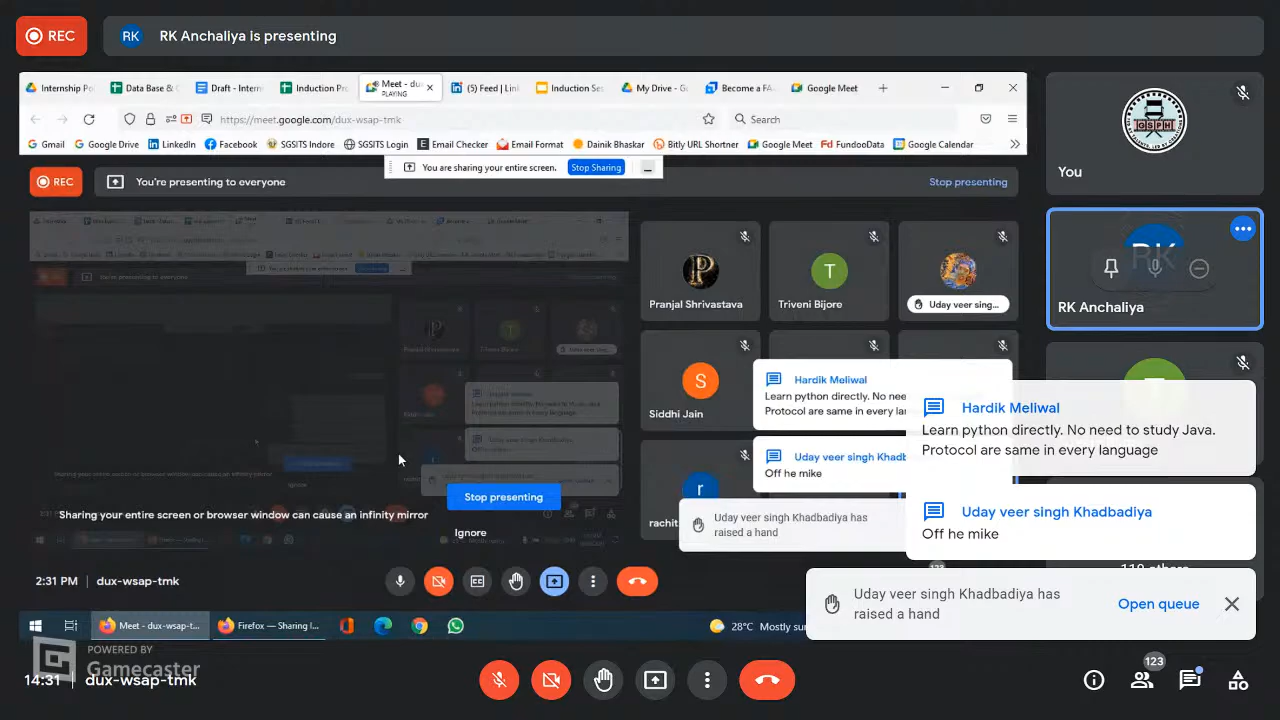 REC
RK
RK Anchaliya is presenting
Internship Po
Data Base &
Draft - Intern
Induction Pr
Meet - dux
PLAYING
(5) Feed | Link
Induction Ses
My Drive - G
Become a FA
Google Meet
https://meet.google.com/dux-wsap-tmk
Search
Gmail
Google Drive
LinkedIn
Facebook
SGSITS Indore
SGSITS Login
Email Checker
Email Format
Dainik Bhaskar
Bitly URL Shortner
Google Meet
FundooData
Google Calendar
You are sharing your entire screen.
Stop Sharing
REC
You're presenting to everyone
Stop presenting
Pranjal Shrivastava
T
Triveni Bijore
Uday veer sing...
S
Siddhi Jain
Hardik Meliwal
Learn python directly. No nee
Protocol are same in every lan
Uday veer singh Khadb
Off he mike
r
rachit
Uday veer singh Khadbadiya has
raised a hand
Stop presenting
Sharing your entire screen or browser window can cause an infinity mirror
Ignore
2:31 PM
dux-wsap-tmk
Meet - dux-wsap-t...
Firefox — Sharing I...
28°C Mostly su
You
RK
RK Anchaliya
Hardik Meliwal
Learn python directly. No need to study Java.
Protocol are same in every language
Uday veer singh Khadbadiya
Off he mike
Uday veer singh Khadbadiya has
raised a hand
Open queue
POWERED BY
Gamecaster
14:31
dux-wsap-tmk
123